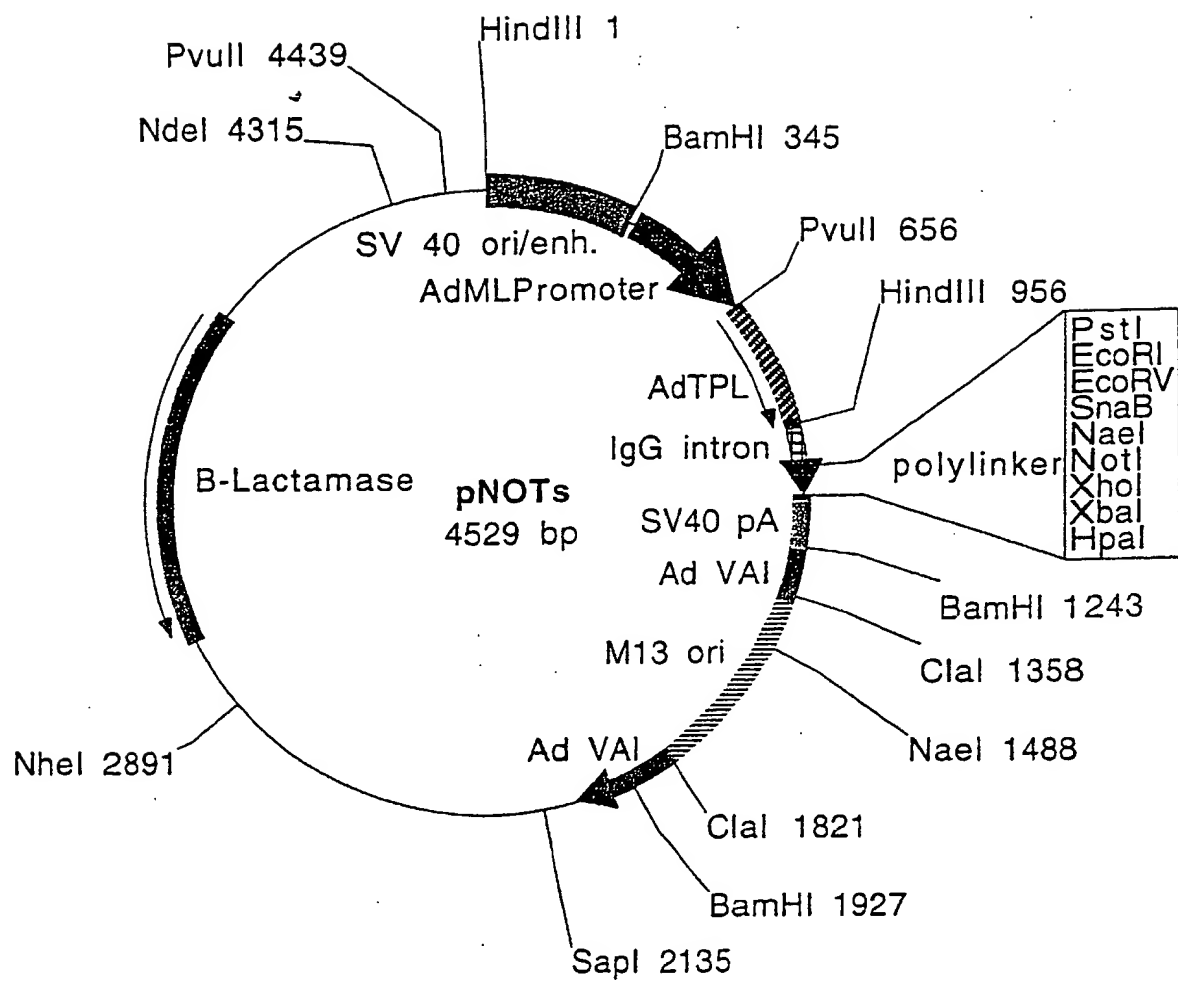 HindIII 1
PvuII 4439
NdeI 4315
BamHI 345
SV 40 ori/enh.
PvuII 656
AdMLPromoter
HindIII 956
PstI
EcoRI
EcoRV
SnaB
NaeI
NotI
XhoI
XbaI
HpaI
AdTPL
IgG intron
polylinker
B-Lactamase
pNOTs
4529 bp
SV40 pA
Ad VAI
BamHI 1243
M13 ori
ClaI 1358
NaeI 1488
Ad VAI
NheI 2891
ClaI 1821
BamHI 1927
SapI 2135